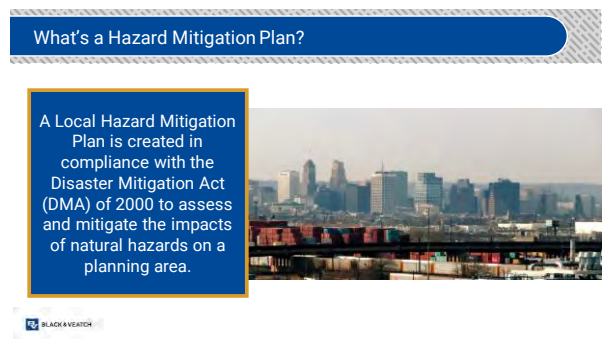 What's a Hazard Mitigation Plan?
A Local Hazard Mitigation
Plan is created in
compliance with the
Disaster Mitigation Act
(DMA) of 2000 to assess
and mitigate the impacts
of natural hazards on a
planning area.
BLACK & VEATCH